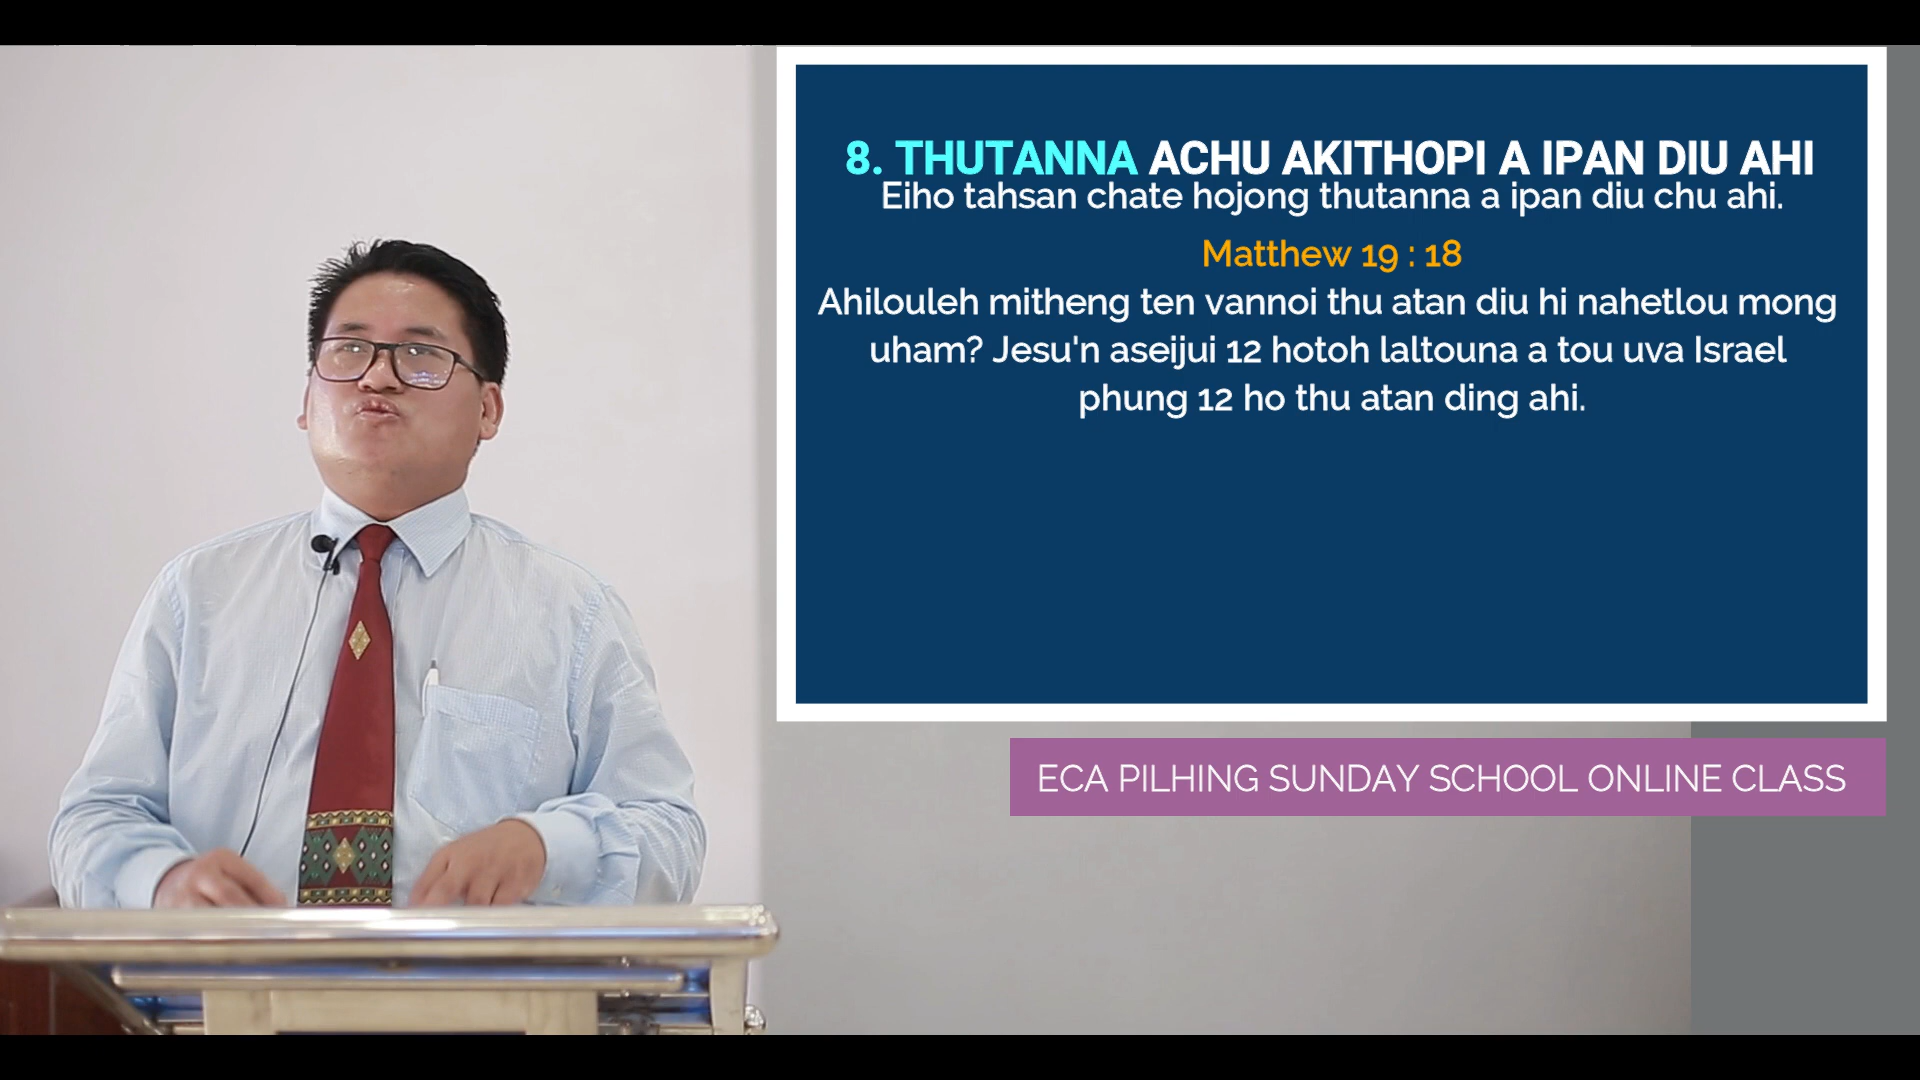 8. THUTANNA ACHU AKITHOPI A IPAN DIU AHI
Eiho tahsan chate hojong thutanna a ipan diu chu ahi.
Matthew 19 : 18
Ahilouleh mitheng ten vannoi thu atan diu hi nahetlou mong
uham? Jesu'n aseijui 12 hotoh laltouna a tou uva Israel
phung 12 ho thu atan ding ahi.
ECA PILHING SUNDAY SCHOOL ONLINE CLASS